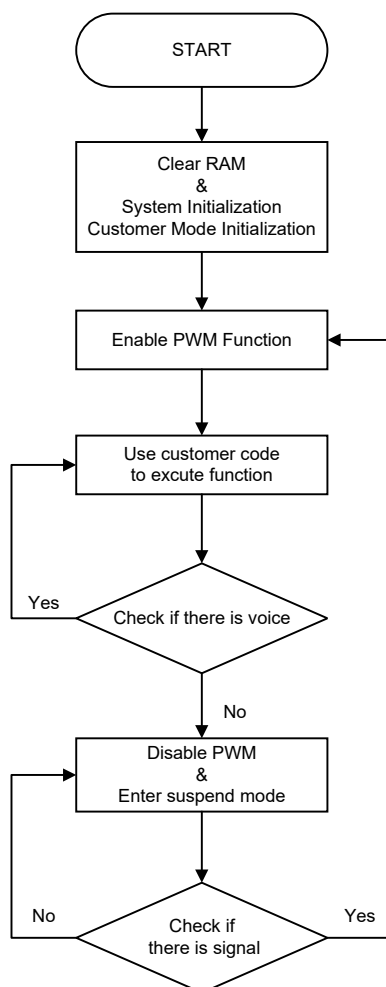 START
Clear RAM
&
System Initialization
Customer Mode Initialization
Enable PWM Function
Use customer code
to excute function
Yes
Check if there is voice
No
Disable PWM
&
Enter suspend mode
No
Check if
there is signal
Yes